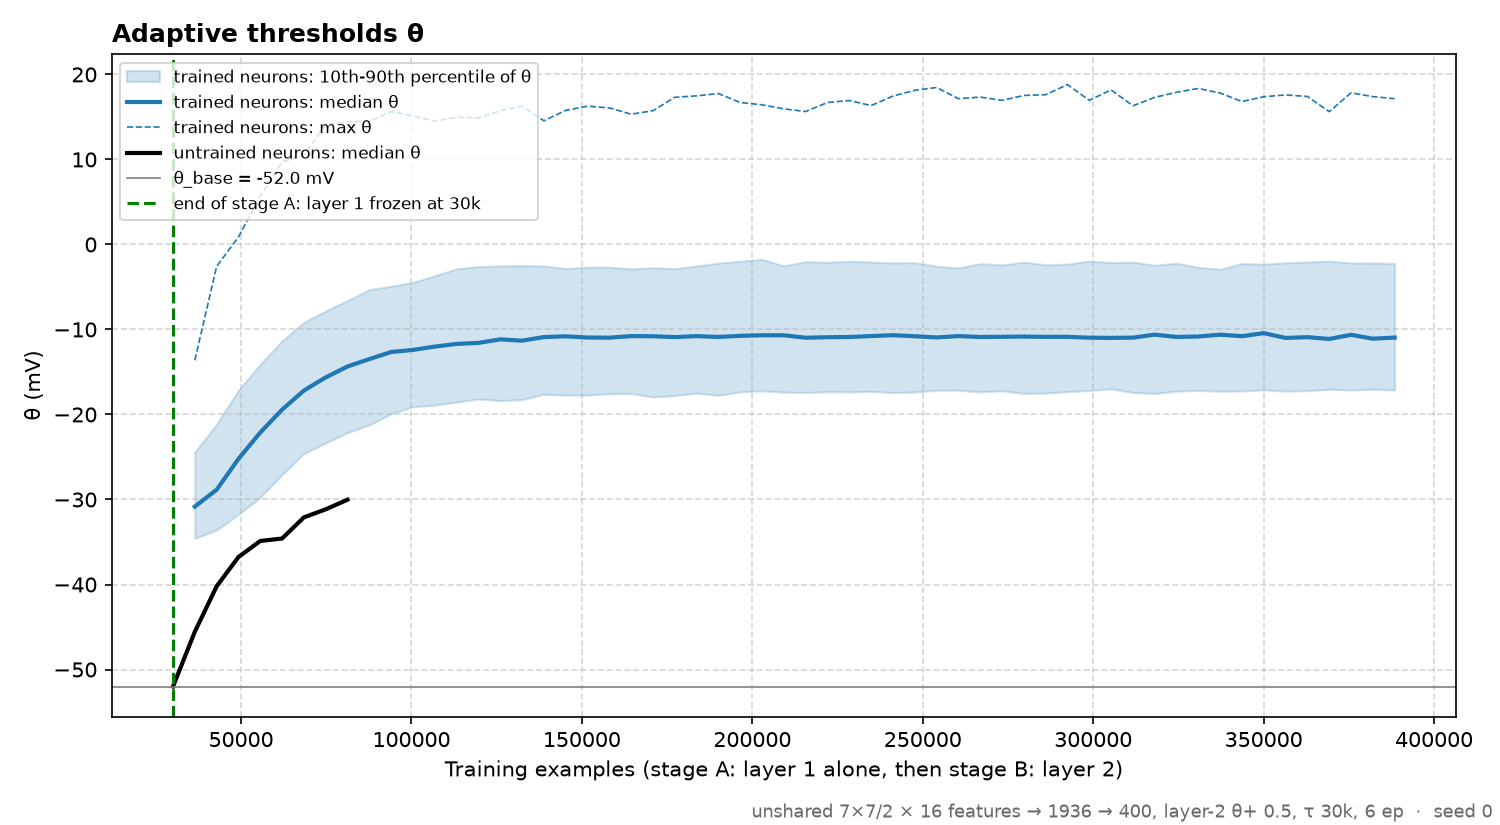 Adaptive thresholds θ
trained neurons: 10th-90th percentile of θ
trained neurons: median θ
trained neurons: max θ
untrained neurons: median θ
θ_base = -52.0 mV
end of stage A: layer 1 frozen at 30k
20
10
0
−10
−20
−30
−40
−50
θ (mV)
50000 100000 150000 200000 250000 300000 350000 400000
Training examples (stage A: layer 1 alone, then stage B: layer 2)
unshared 7×7/2 × 16 features → 1936 → 400, layer-2 θ+ 0.5, τ 30k, 6 ep · seed 0